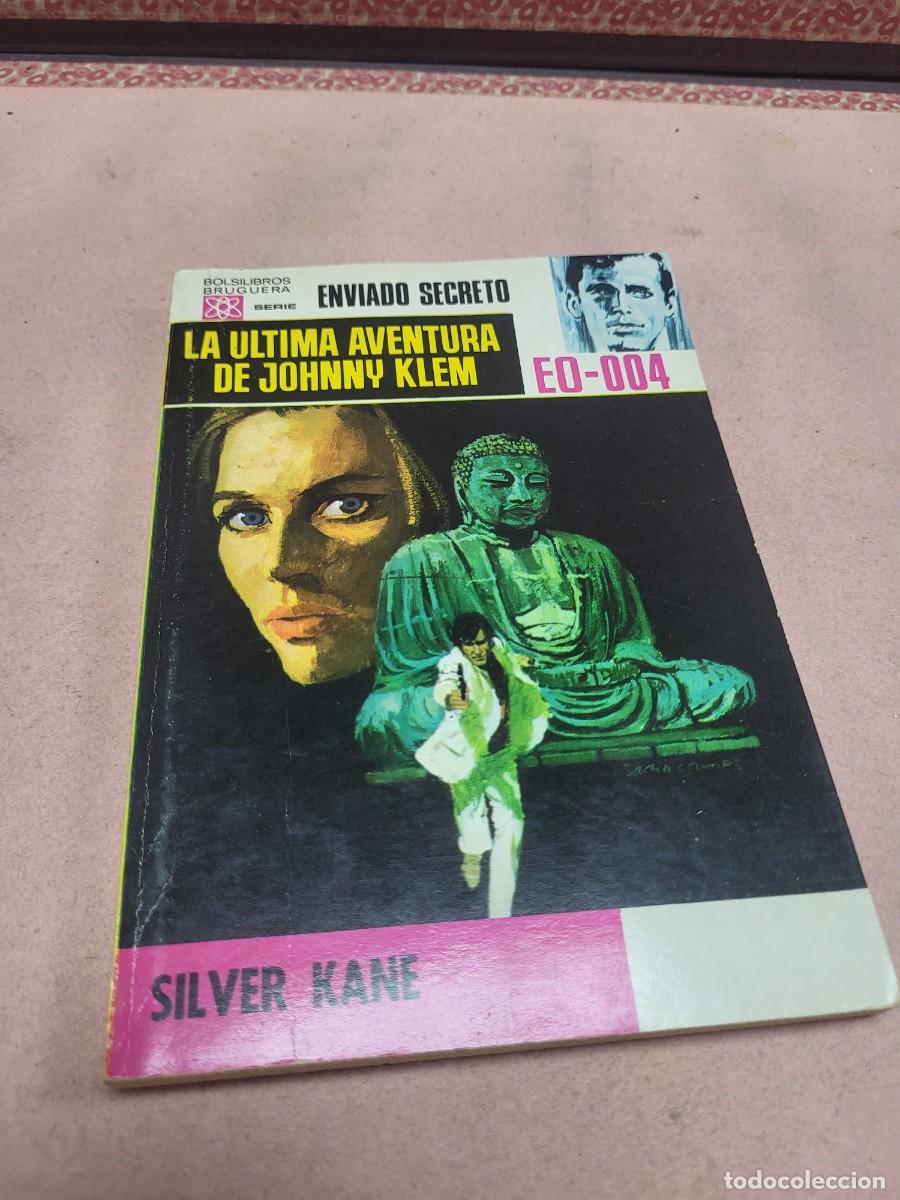 BOLSILIBROS
BRUGUERA
SERIE ENVIADO SECRETO
LA ULTIMA AVENTURA
DE JOHNNY KLEM
EO-004
SILVER KANE
todocoleccion